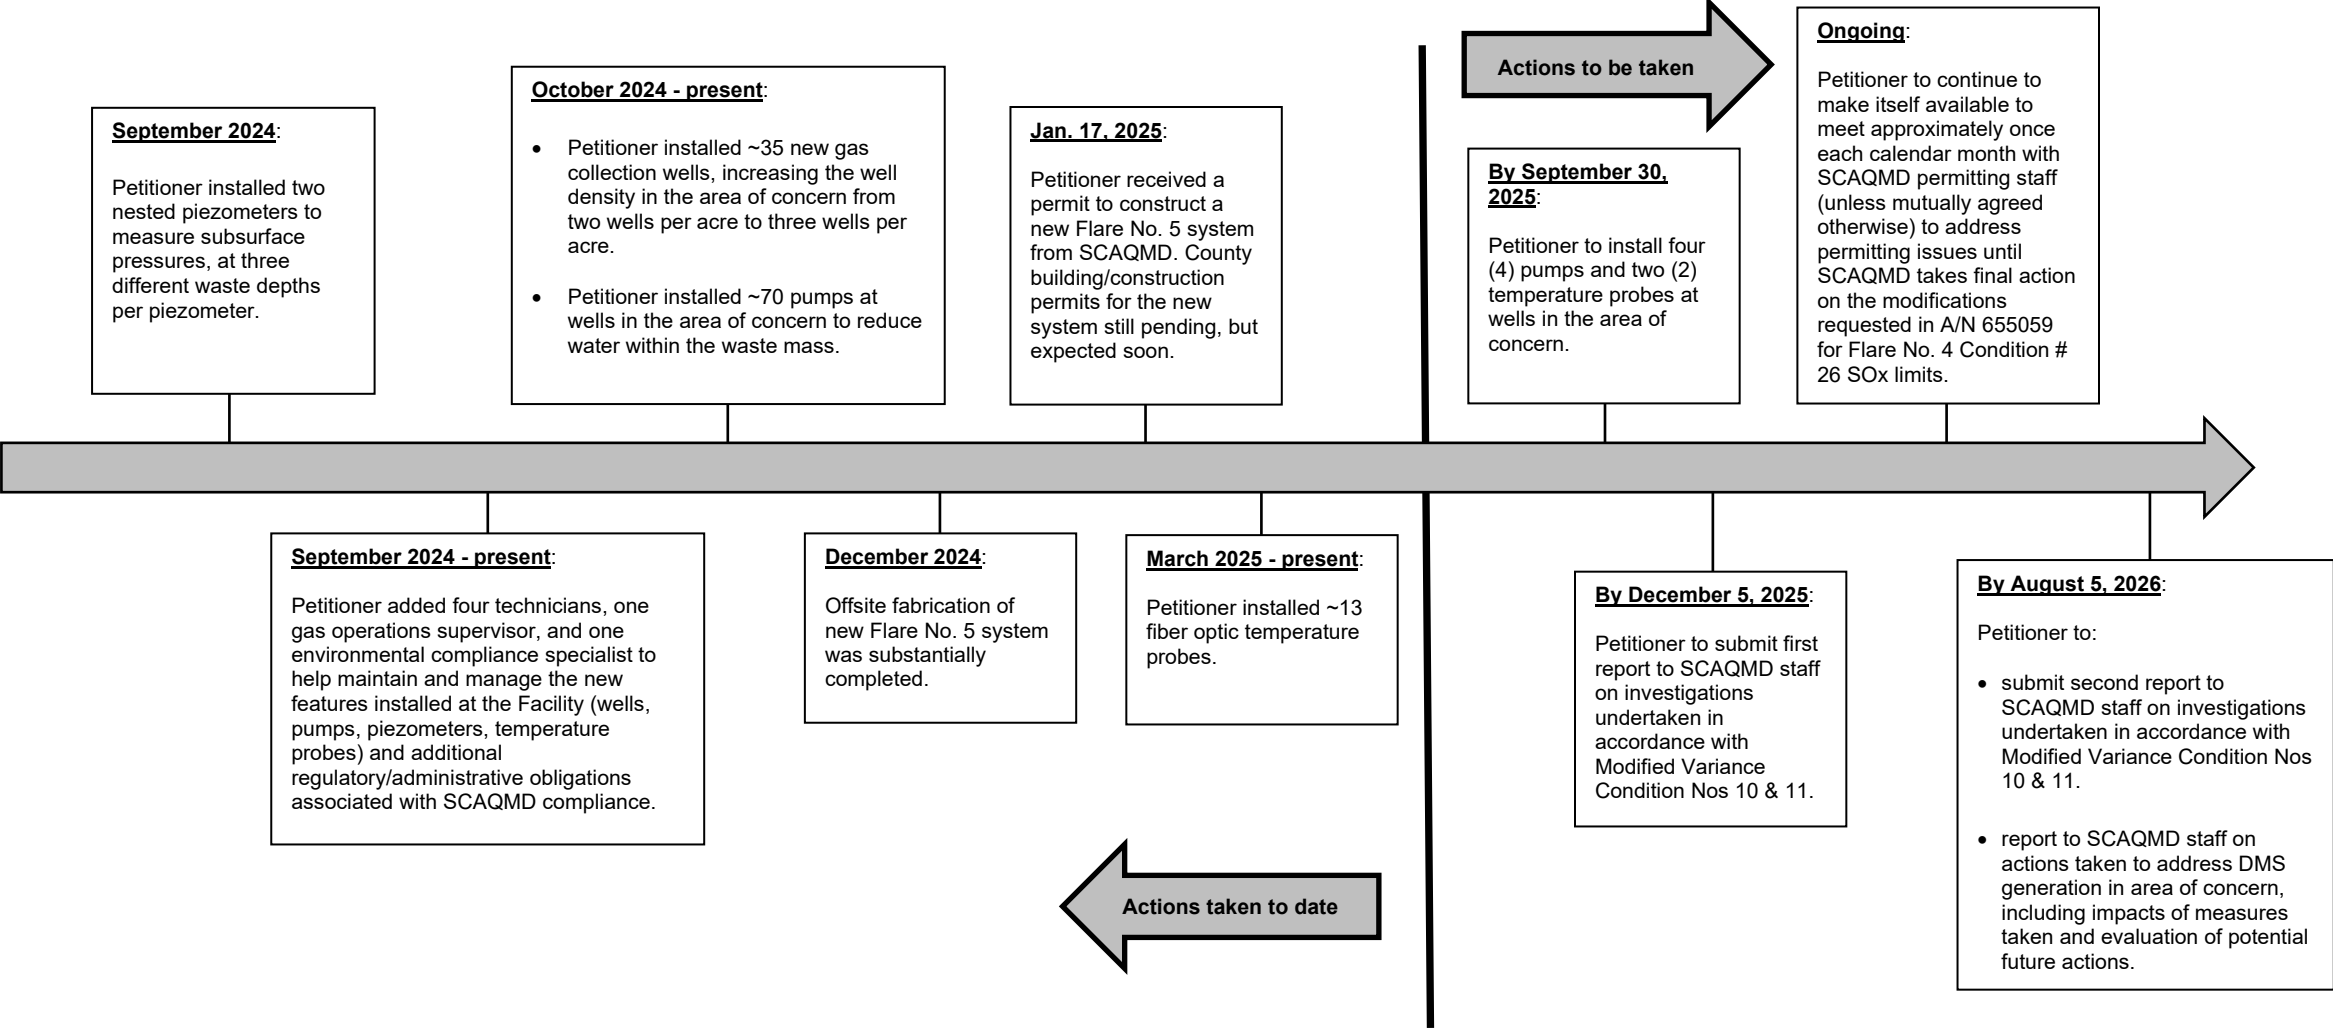 September 2024:
Petitioner installed two
nested piezometers to
measure subsurface
pressures, at three
different waste depths
per piezometer.
October 2024 - present:
• Petitioner installed ~35 new gas
collection wells, increasing the well
density in the area of concern from
two wells per acre to three wells per
acre.
• Petitioner installed ~70 pumps at
wells in the area of concern to reduce
water within the waste mass.
Jan. 17, 2025:
Petitioner received a
permit to construct a
new Flare No. 5 system
from SCAQMD. County
building/construction
permits for the new
system still pending, but
expected soon.
Actions to be taken
By September 30,
2025:
Petitioner to install four
(4) pumps and two (2)
temperature probes at
wells in the area of
concern.
Ongoing:
Petitioner to continue to
make itself available to
meet approximately once
each calendar month with
SCAQMD permitting staff
(unless mutually agreed
otherwise) to address
permitting issues until
SCAQMD takes final action
on the modifications
requested in A/N 655059
for Flare No. 4 Condition #
26 SOx limits.
September 2024 - present:
Petitioner added four technicians, one
gas operations supervisor, and one
environmental compliance specialist to
help maintain and manage the new
features installed at the Facility (wells,
pumps, piezometers, temperature
probes) and additional
regulatory/administrative obligations
associated with SCAQMD compliance.
December 2024:
Offsite fabrication of
new Flare No. 5 system
was substantially
completed.
March 2025 - present:
Petitioner installed ~13
fiber optic temperature
probes.
Actions taken to date
By December 5, 2025:
Petitioner to submit first
report to SCAQMD staff
on investigations
undertaken in
accordance with
Modified Variance
Condition Nos 10 & 11.
By August 5, 2026:
Petitioner to:
• submit second report to
SCAQMD staff on investigations
undertaken in accordance with
Modified Variance Condition Nos
10 & 11.
• report to SCAQMD staff on
actions taken to address DMS
generation in area of concern,
including impacts of measures
taken and evaluation of potential
future actions.